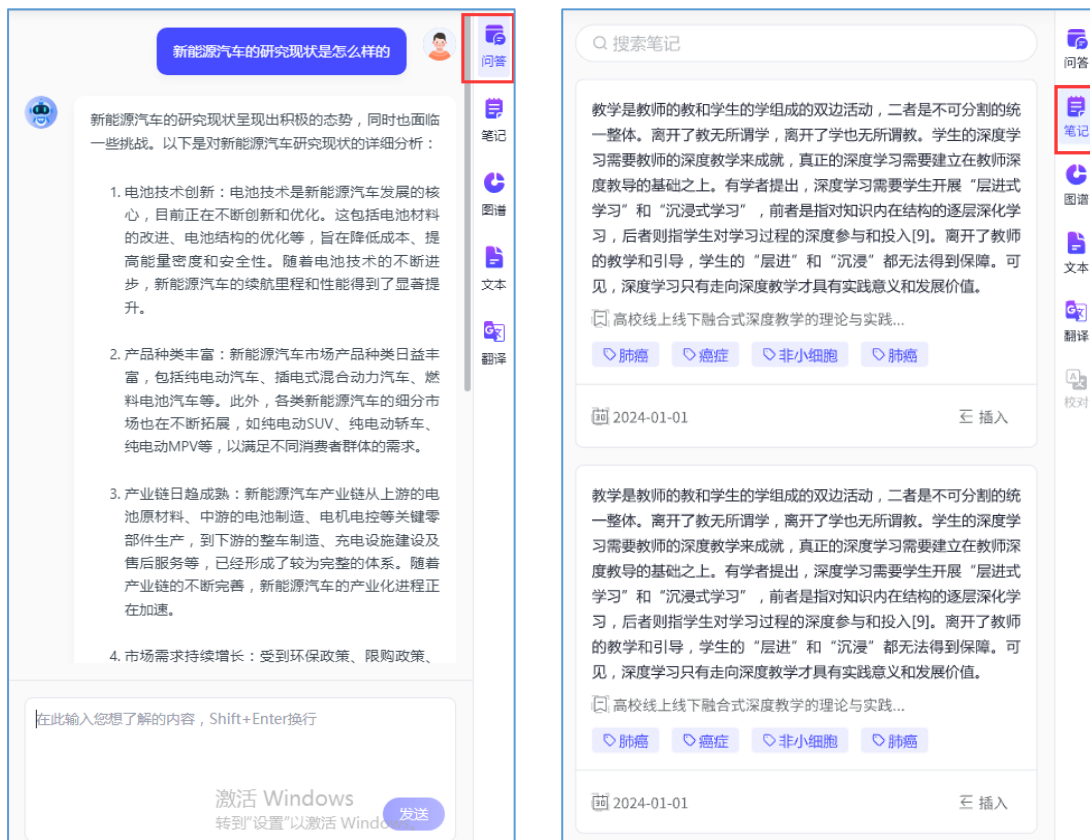 新能源汽车的研究现状是怎么样的
新能源汽车的研究现状呈现出积极的态势，同时也面临
一些挑战。以下是对新能源汽车研究现状的详细分析：
1. 电池技术创新：电池技术是新能源汽车发展的核
心，目前正在不断创新和优化。这包括电池材料
的改进、电池结构的优化等，旨在降低成本、提
高能量密度和安全性。随着电池技术的不断进
步，新能源汽车的续航里程和性能得到了显著提
升。
2. 产品种类丰富：新能源汽车市场产品种类日益丰
富，包括纯电动汽车、插电式混合动力汽车、燃
料电池汽车等。此外，各类新能源汽车的细分市
场也在不断拓展，如纯电动SUV、纯电动轿车、
纯电动MPV等，以满足不同消费者群体的需求。
3. 产业链日趋成熟：新能源汽车产业链从上游的电
池原材料、中游的电池制造、电机电控等关键零
部件生产，到下游的整车制造、充电设施建设及
售后服务等，已经形成了较为完整的体系。随着
产业链的不断完善，新能源汽车的产业化进程正
在加速。
4. 市场需求持续增长：受到环保政策、限购政策、
在此输入您想了解的内容，Shift+Enter换行
激活 Windows
转到"设置"以激活 Windo
发送
问答
笔记
图谱
文本
翻译
搜索笔记
教学是教师的教和学生的学组成的双边活动，二者是不可分割的统
一整体。离开了教无所谓学，离开了学也无所谓教。学生的深度学
习需要教师的深度教学来成就，真正的深度学习需要建立在教师深
度教导的基础之上。有学者提出，深度学习需要学生开展“层进式
学习”和“沉浸式学习”，前者是指对知识内在结构的逐层深化学
习，后者则指学生对学习过程的深度参与和投入[9]。离开了教师
的教学和引导，学生的“层进”和“沉浸”都无法得到保障。可
见，深度学习只有走向深度教学才具有实践意义和发展价值。
高校线上线下融合式深度教学的理论与实践...
肺癌 癌症 非小细胞 肺癌
2024-01-01 插入
教学是教师的教和学生的学组成的双边活动，二者是不可分割的统
一整体。离开了教无所谓学，离开了学也无所谓教。学生的深度学
习需要教师的深度教学来成就，真正的深度学习需要建立在教师深
度教导的基础之上。有学者提出，深度学习需要学生开展“层进式
学习”和“沉浸式学习”，前者是指对知识内在结构的逐层深化学
习，后者则指学生对学习过程的深度参与和投入[9]。离开了教师
的教学和引导，学生的“层进”和“沉浸”都无法得到保障。可
见，深度学习只有走向深度教学才具有实践意义和发展价值。
高校线上线下融合式深度教学的理论与实践...
肺癌 癌症 非小细胞 肺癌
2024-01-01 插入
问答
笔记
图谱
文本
翻译
校对